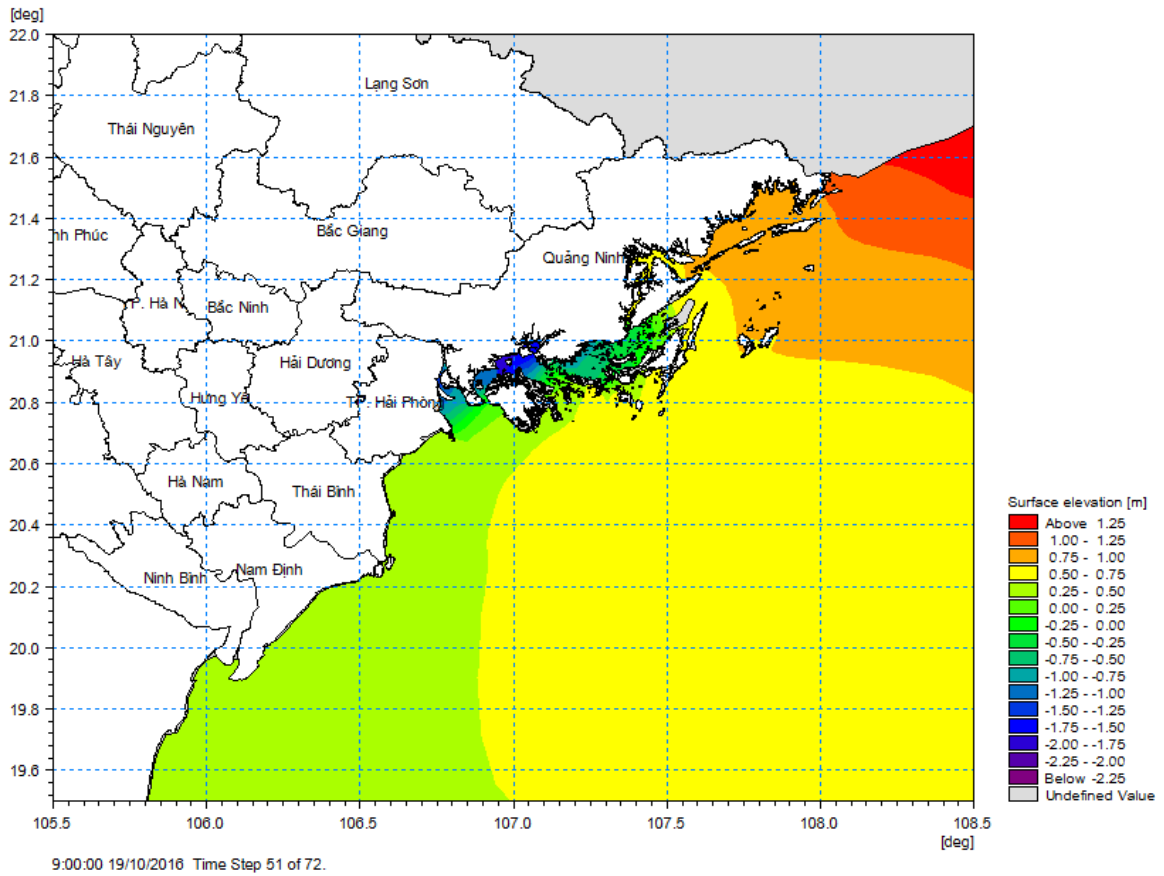 [deg]
22.0
21.8
21.6
21.4
21.2
21.0
20.8
20.6
20.4
20.2
20.0
19.8
19.6
Lạng Sơn
Thái Nguyên
nh Phúc
Bắc Giang
Quảng Ninh
P. Hà N
Bắc Ninh
Hà Tây
Hải Dương
Hưng Yê
TP. Hải Phòng
Hà Nam
Thái Bình
Ninh Bình
Nam Định
105.5 106.0 106.5 107.0 107.5 108.0 108.5
[deg]
9:00:00 19/10/2016 Time Step 51 of 72.
Surface elevation [m]
Above 1.25
1.00 - 1.25
0.75 - 1.00
0.50 - 0.75
0.25 - 0.50
0.00 - 0.25
-0.25 - 0.00
-0.50 - -0.25
-0.75 - -0.50
-1.00 - -0.75
-1.25 - -1.00
-1.50 - -1.25
-1.75 - -1.50
-2.00 - -1.75
-2.25 - -2.00
Below -2.25
Undefined Value